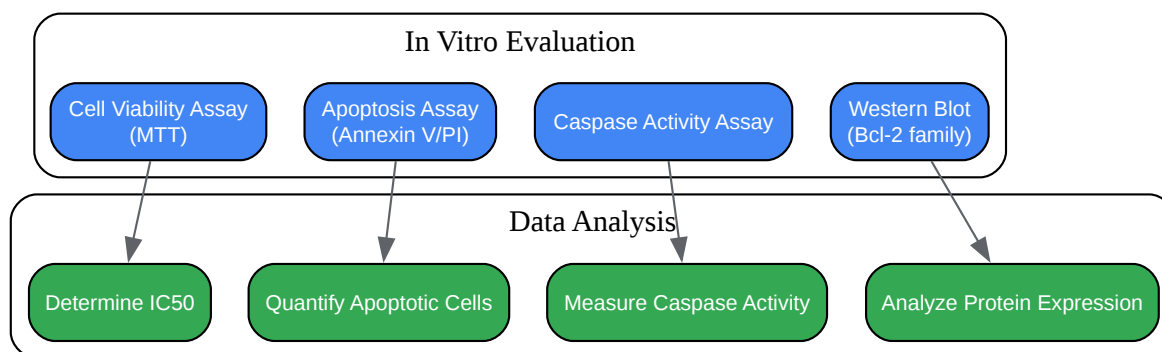 In Vitro Evaluation
Cell Viability Assay
(MTT)
Apoptosis Assay
(Annexin V/PI)
Caspase Activity Assay
Western Blot
(Bcl-2 family)
Data Analysis
Determine IC50
Quantify Apoptotic Cells
Measure Caspase Activity
Analyze Protein Expression